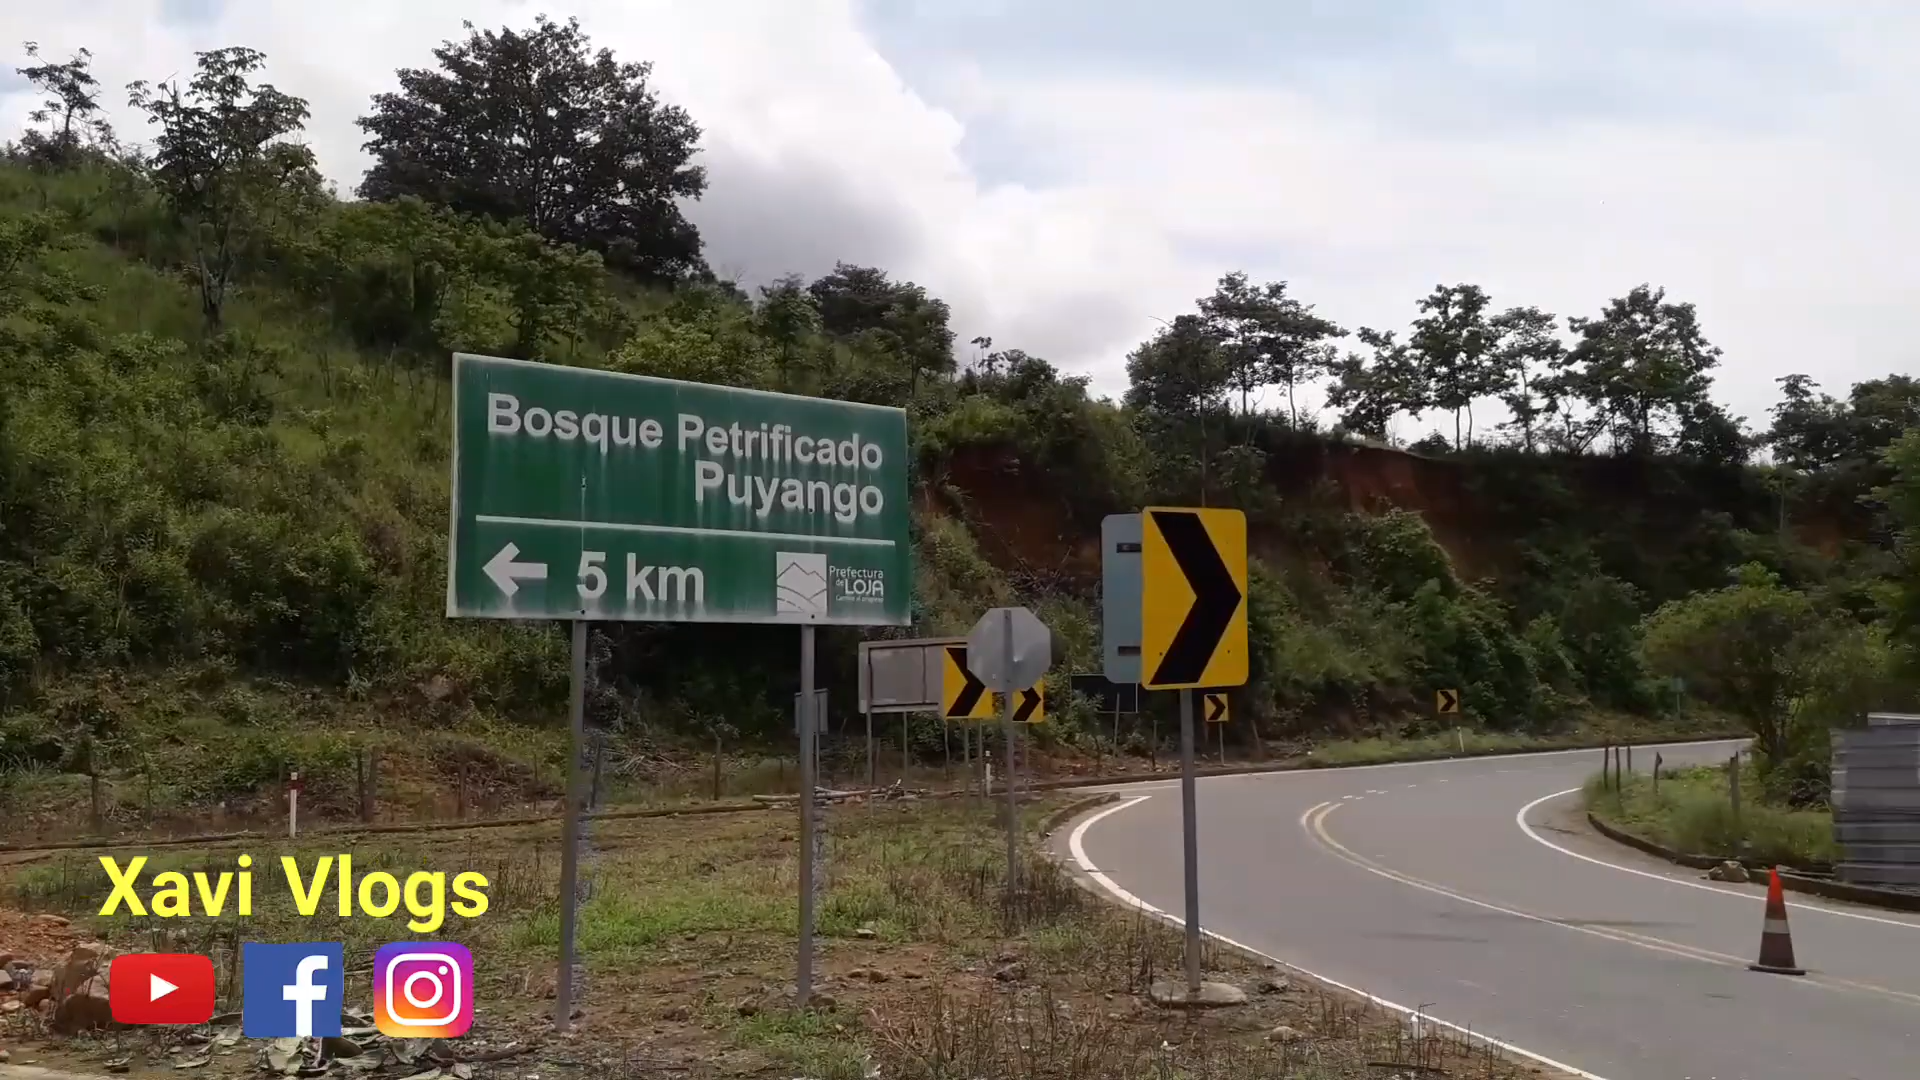 Bosque Petrificado
Puyango
5 km
Prefectura
de LOJA
Xavi Vlogs